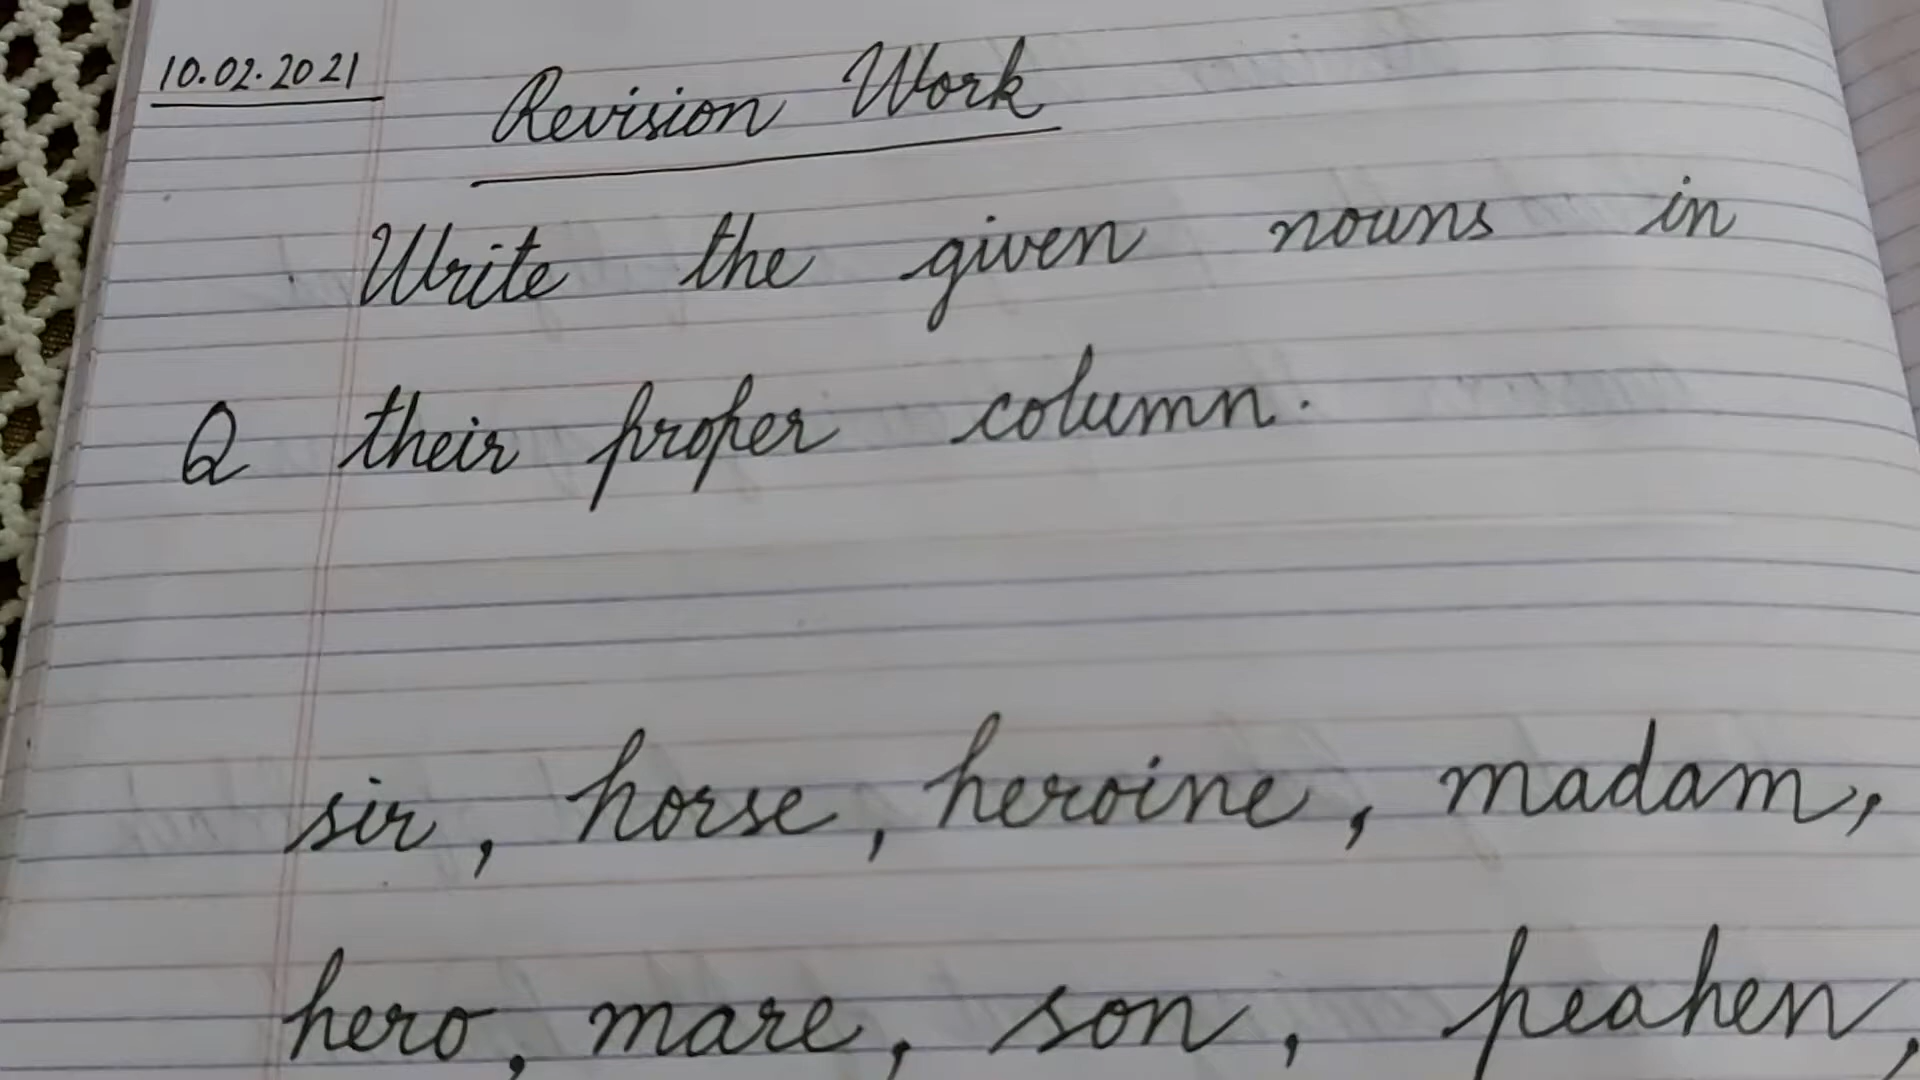 10.02.2021
Revision Work
Write the given nouns in
Q their proper column.
sir, horse, heroine, madam,
hero, mare, son, peahen,